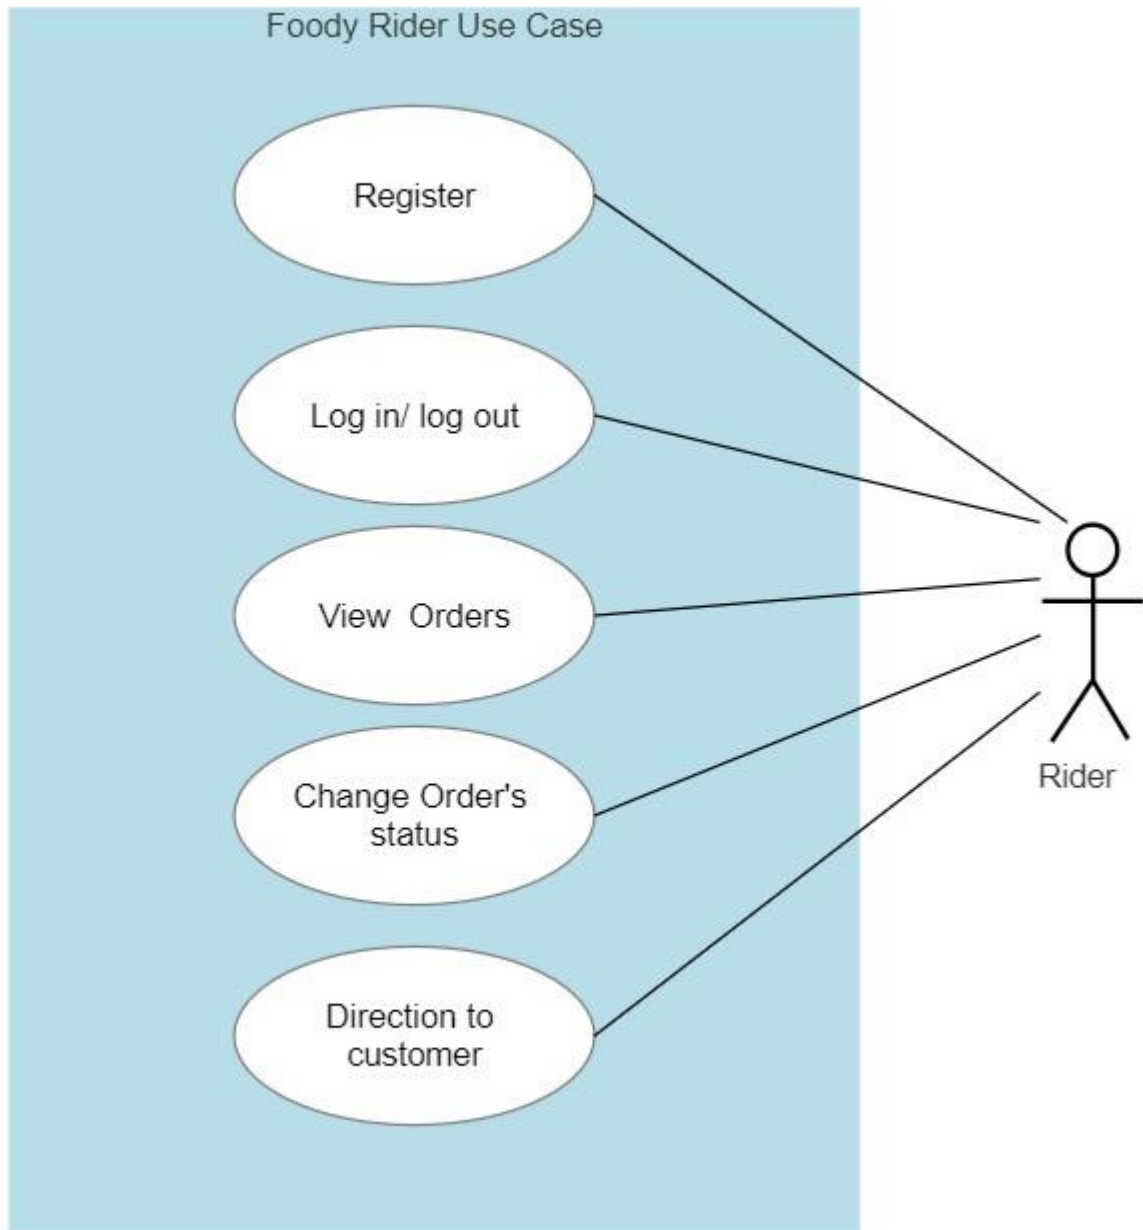 Foody Rider Use Case
Register
Log in/ log out
View  Orders
Change Order's
status
Direction to
customer
Rider